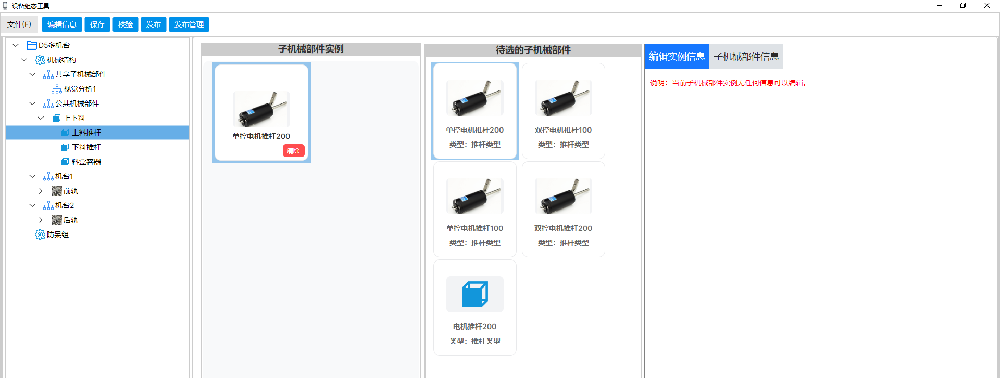 设备组态工具
文件(F) 编辑信息 保存 校验 发布 发布管理
D5多机台
机械结构
共享子机械部件
视觉分析1
公共机械部件
上下料
上料推杆
下料推杆
料盒容器
机台1
前轨
机台2
后轨
防呆组
子机械部件实例
单控电机推杆200
清除
待选的子机械部件
单控电机推杆200
类型：推杆类型
双控电机推杆100
类型：推杆类型
单控电机推杆100
类型：推杆类型
双控电机推杆200
类型：推杆类型
电机推杆200
类型：推杆类型
编辑实例信息 子机械部件信息
说明：当前子机械部件实例无任何信息可以编辑。